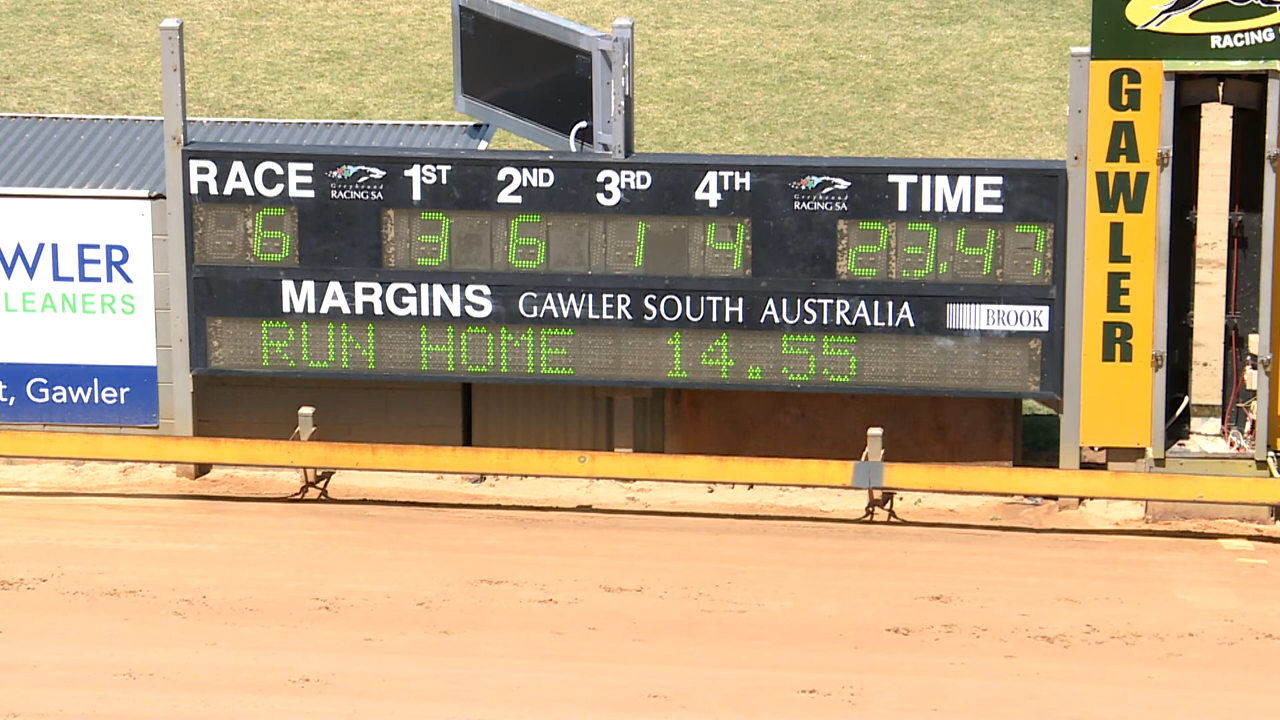 RACING
GAWLER
RACE 1ST 2ND 3RD 4TH TIME
Greyhound RACING SA
Greyhound RACING SA
6 3 6 1 4 23.47
MARGINS GAWLER SOUTH AUSTRALIA BROOK
RUN HOME 14.55
WLER
LEANERS
t, Gawler